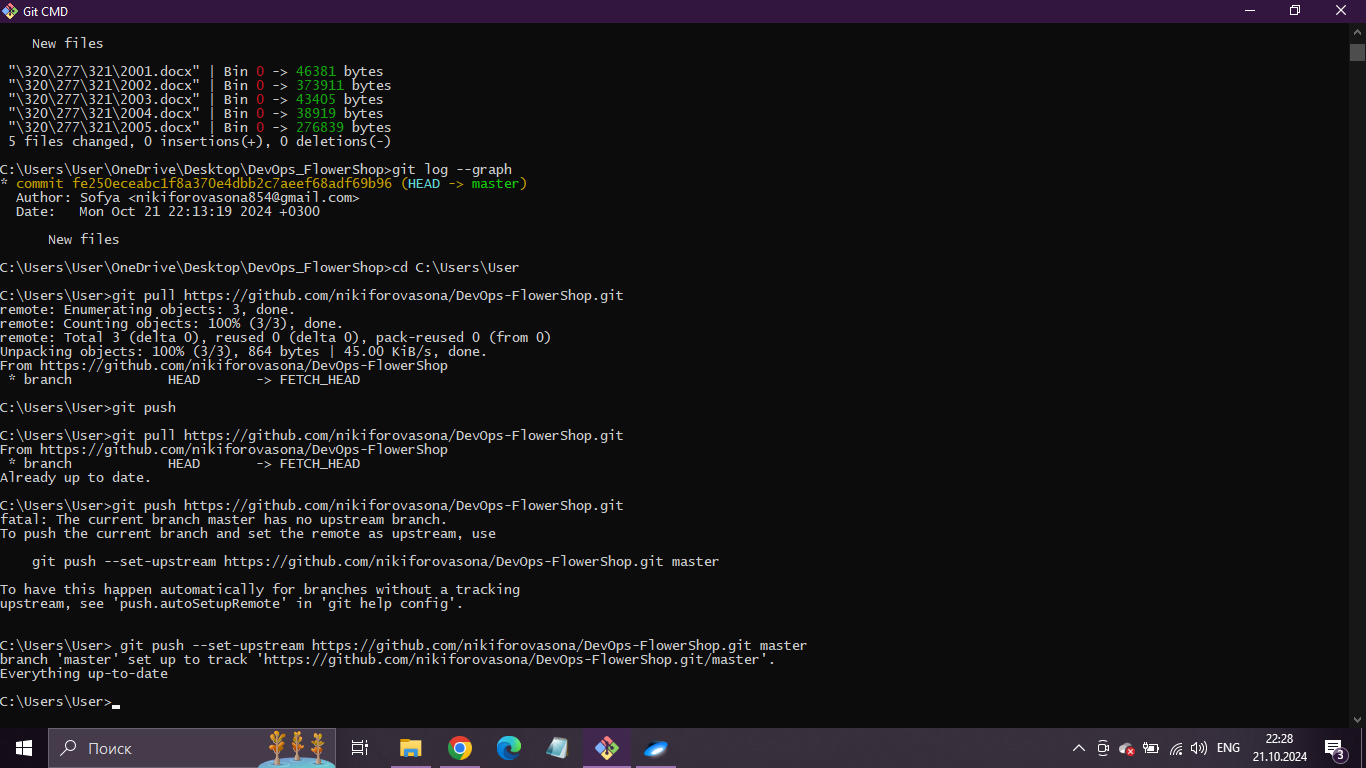 Git CMD
New files
"\320\277\321\2001.docx" | Bin 0 -> 46381 bytes
"\320\277\321\2002.docx" | Bin 0 -> 373911 bytes
"\320\277\321\2003.docx" | Bin 0 -> 43405 bytes
"\320\277\321\2004.docx" | Bin 0 -> 38919 bytes
"\320\277\321\2005.docx" | Bin 0 -> 276839 bytes
5 files changed, 0 insertions(+), 0 deletions(-)
C:\Users\User\OneDrive\Desktop\DevOps_FlowerShop>git log --graph
* commit fe250eceabc1f8a370e4dbb2c7aeef68adf69b96 (HEAD -> master)
Author: Sofya <nikiforovasona854@gmail.com>
Date:   Mon Oct 21 22:13:19 2024 +0300
New files
C:\Users\User\OneDrive\Desktop\DevOps_FlowerShop>cd C:\Users\User
C:\Users\User>git pull https://github.com/nikiforovasona/DevOps-FlowerShop.git
remote: Enumerating objects: 3, done.
remote: Counting objects: 100% (3/3), done.
remote: Total 3 (delta 0), reused 0 (delta 0), pack-reused 0 (from 0)
Unpacking objects: 100% (3/3), 864 bytes | 45.00 KiB/s, done.
From https://github.com/nikiforovasona/DevOps-FlowerShop
* branch            HEAD       -> FETCH_HEAD
C:\Users\User>git push
C:\Users\User>git pull https://github.com/nikiforovasona/DevOps-FlowerShop.git
From https://github.com/nikiforovasona/DevOps-FlowerShop
* branch            HEAD       -> FETCH_HEAD
Already up to date.
C:\Users\User>git push https://github.com/nikiforovasona/DevOps-FlowerShop.git
fatal: The current branch master has no upstream branch.
To push the current branch and set the remote as upstream, use
git push --set-upstream https://github.com/nikiforovasona/DevOps-FlowerShop.git master
To have this happen automatically for branches without a tracking
upstream, see 'push.autoSetupRemote' in 'git help config'.
C:\Users\User> git push --set-upstream https://github.com/nikiforovasona/DevOps-FlowerShop.git master
branch 'master' set up to track 'https://github.com/nikiforovasona/DevOps-FlowerShop.git/master'.
Everything up-to-date
C:\Users\User>
Поиск
ENG
22:28
21.10.2024
3